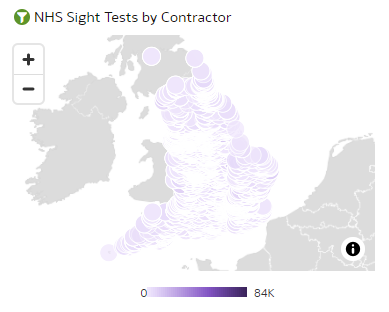 NHS Sight Tests by Contractor
+
−
i
0 84K